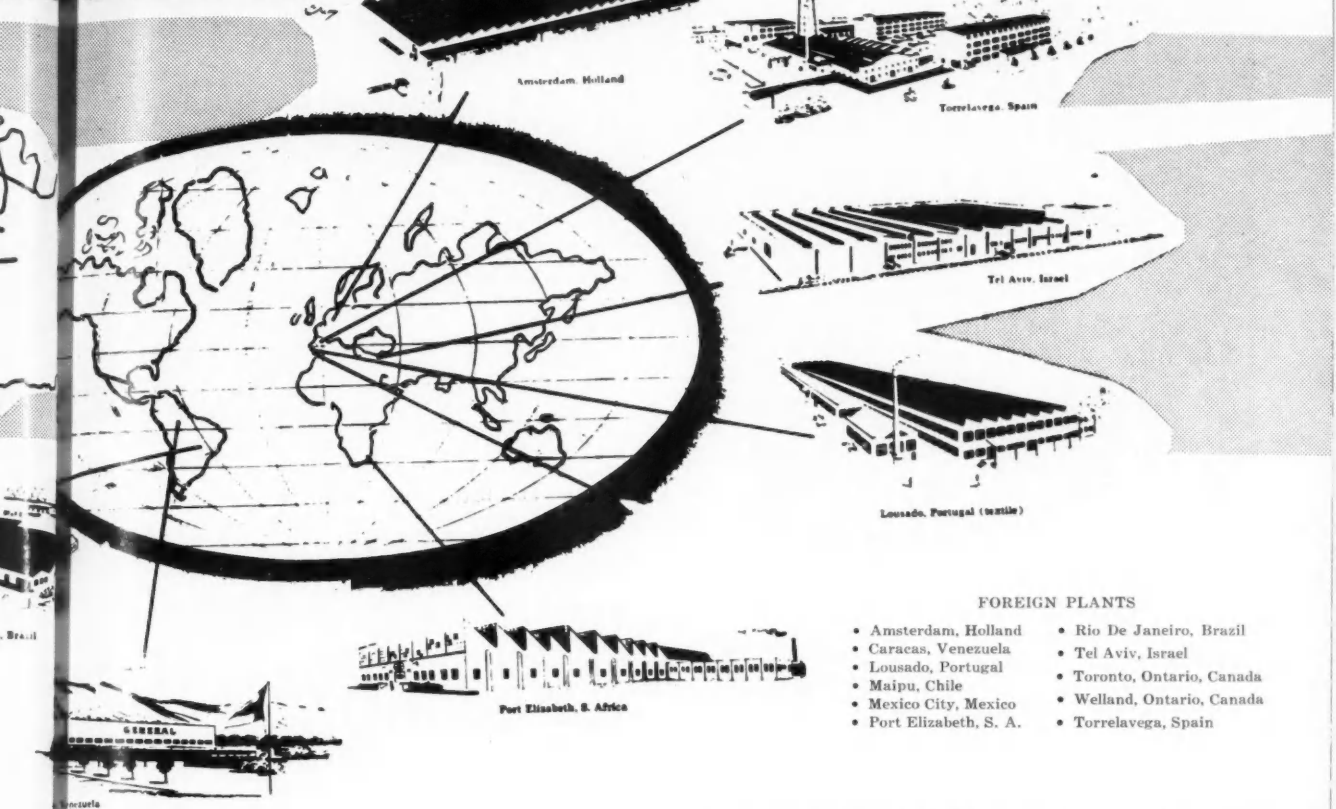 Amsterdam, Holland
Torrelavega, Spain
Tel Aviv, Israel
Lousado, Portugal (textile)
, Brazil
Port Elizabeth, S. Africa
GENERAL
Venezuela
FOREIGN PLANTS
• Amsterdam, Holland
• Caracas, Venezuela
• Lousado, Portugal
• Maipu, Chile
• Mexico City, Mexico
• Port Elizabeth, S. A.
• Rio De Janeiro, Brazil
• Tel Aviv, Israel
• Toronto, Ontario, Canada
• Welland, Ontario, Canada
• Torrelavega, Spain